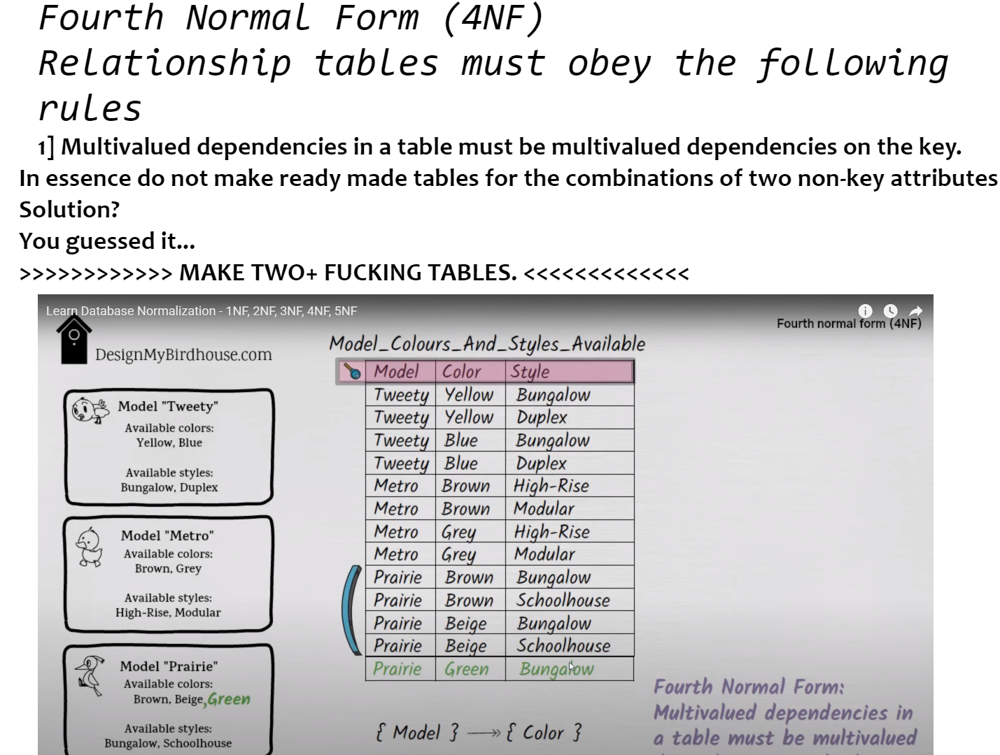 Fourth Normal Form (4NF)
Relationship tables must obey the following
rules
1] Multivalued dependencies in a table must be multivalued dependencies on the key.
In essence do not make ready made tables for the combinations of two non-key attributes
Solution?
You guessed it...
>>>>>>>>>>>> MAKE TWO+ FUCKING TABLES. <<<<<<<<<<<<<
Learn Database Normalization - 1NF, 2NF, 3NF, 4NF, 5NF
Fourth normal form (4NF)
DesignMyBirdhouse.com
Model "Tweety"
Available colors:
Yellow, Blue
Available styles:
Bungalow, Duplex
Model "Metro"
Available colors:
Brown, Grey
Available styles:
High-Rise, Modular
Model "Prairie"
Available colors:
Brown, Beige,Green
Available styles:
Bungalow, Schoolhouse
Model_Colours_And_Styles_Available
Model Color Style
Tweety Yellow Bungalow
Tweety Yellow Duplex
Tweety Blue Bungalow
Tweety Blue Duplex
Metro Brown High-Rise
Metro Brown Modular
Metro Grey High-Rise
Metro Grey Modular
Prairie Brown Bungalow
Prairie Brown Schoolhouse
Prairie Beige Bungalow
Prairie Beige Schoolhouse
Prairie Green Bungalow
{ Model } ->> { Color }
Fourth Normal Form:
Multivalued dependencies in
a table must be multivalued